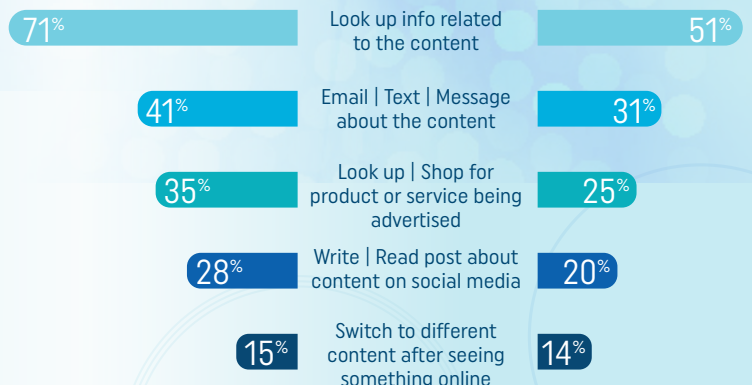 71%
Look up info related
to the content
51%
41%
Email | Text | Message
about the content
31%
35%
Look up | Shop for
product or service being
advertised
25%
28%
Write | Read post about
content on social media
20%
15%
Switch to different
content after seeing
something online
14%